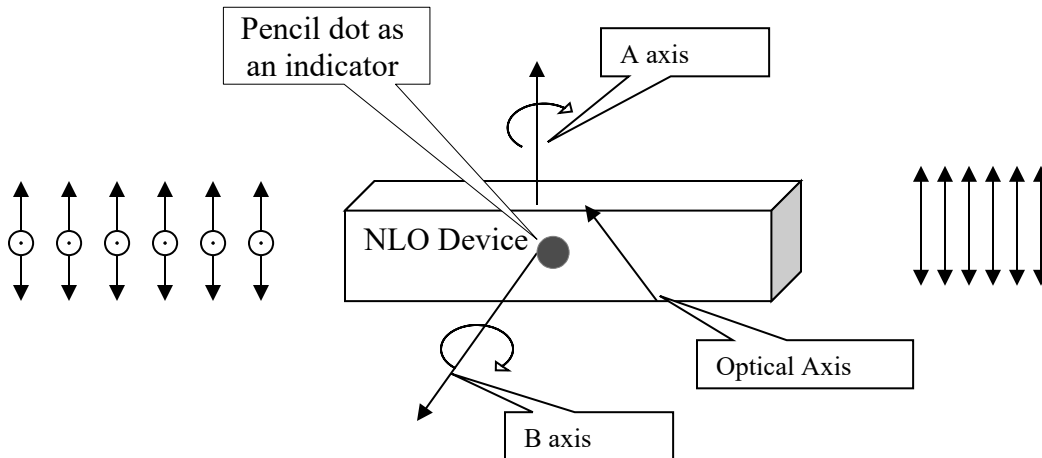 Pencil dot as
an indicator
A axis
NLO Device
Optical Axis
B axis